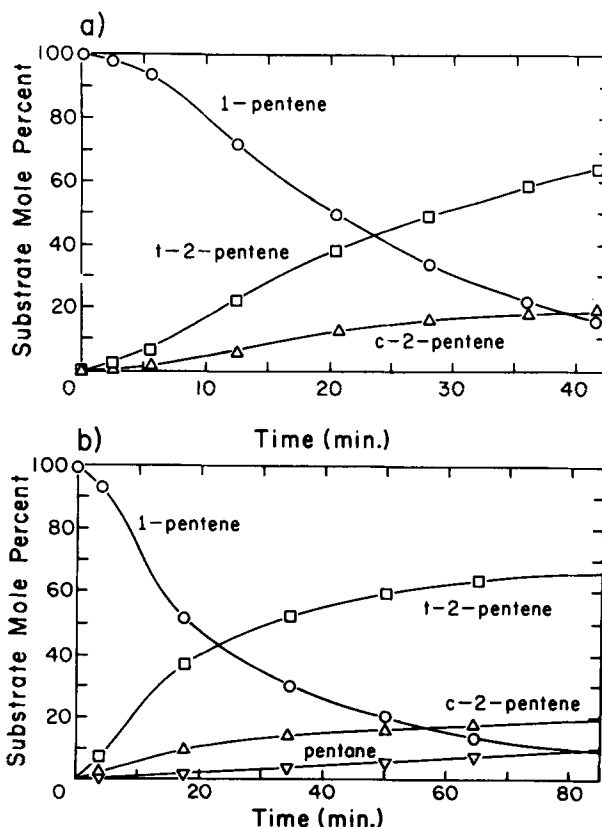 a)
Substrate Mole Percent
100
80
60
40
20
0
1-pentene
t-2-pentene
c-2-pentene
0
10
20
30
40
Time (min.)
b)
Substrate Mole Percent
100
80
60
40
20
0
1-pentene
t-2-pentene
c-2-pentene
pentane
20
40
60
80
Time (min.)